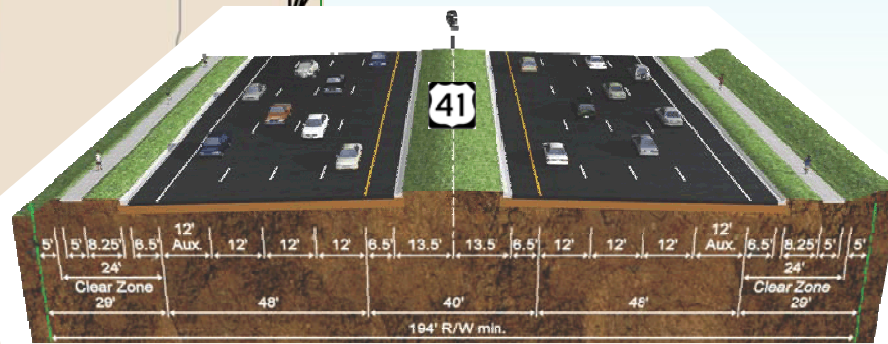 41
12' 12'
5' 5' 8.25' 6.5' Aux. 12' 12' 12' 6.5' 13.5' 13.5 6.5' 12' 12' 12' Aux. 6.5' 8.25' 5' 5'
24' 24'
Clear Zone Clear Zone
29' 48' 40' 48' 29'
194' R/W min.